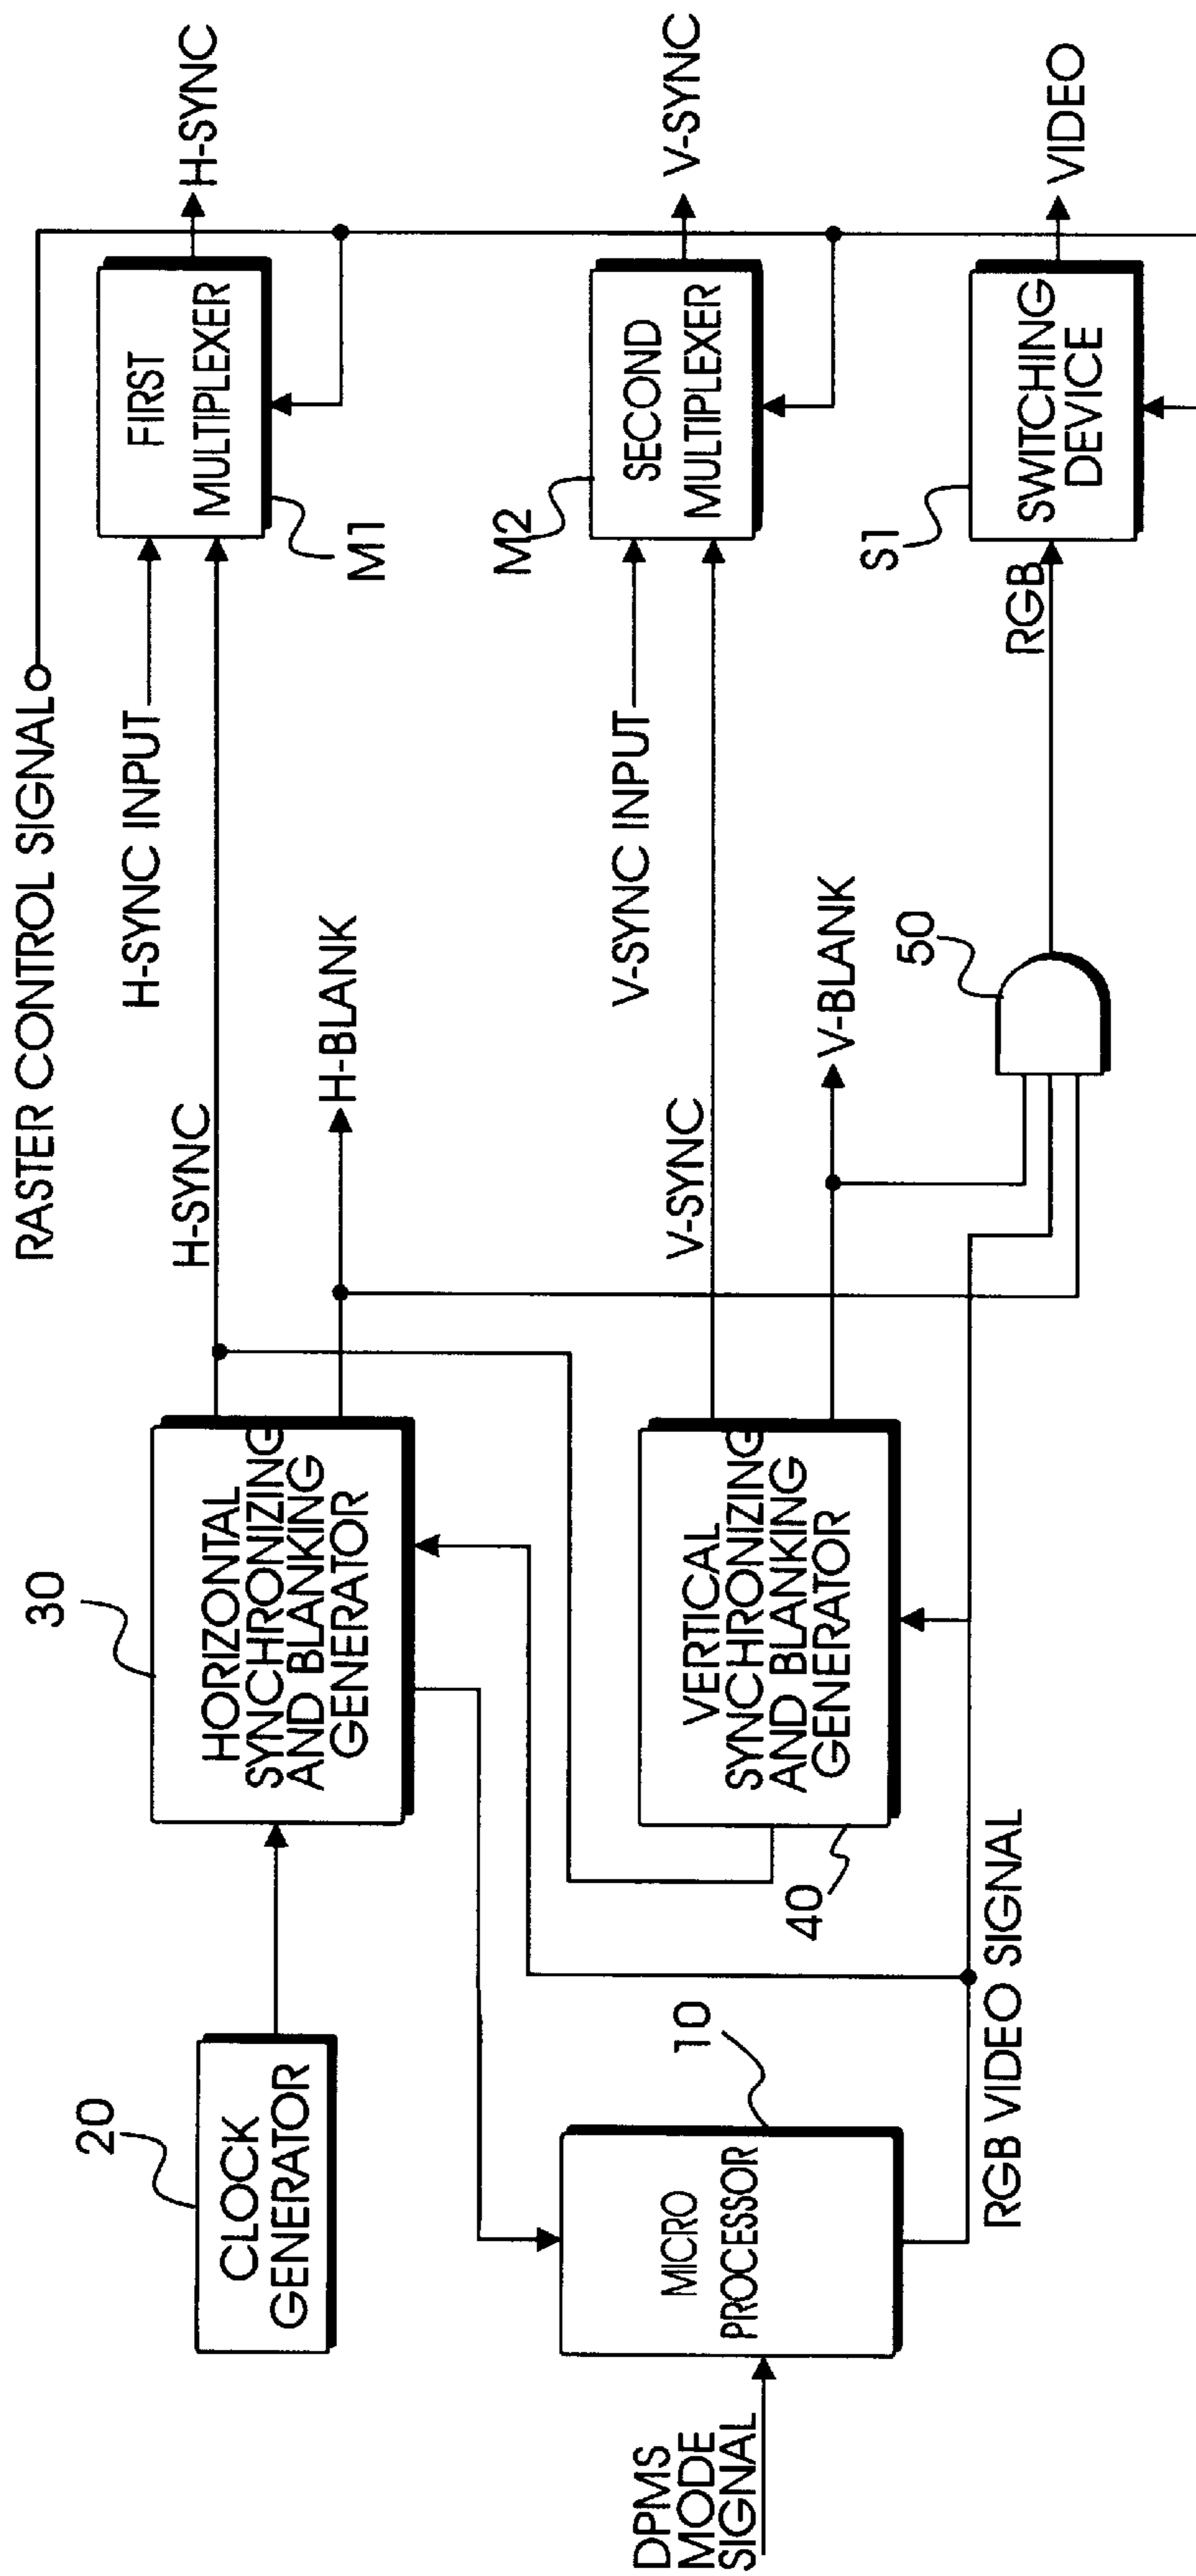 RASTER CONTROL SIGNAL
20
CLOCK
GENERATOR
30
HORIZONTAL
SYNCHRONIZING
AND BLANKING
GENERATOR
H-SYNC
H-BLANK
H-SYNC INPUT
FIRST
MULTIPLEXER
M1
H-SYNC
DPMS
MODE
SIGNAL
MICRO
PROCESSOR
10
40
VERTICAL
SYNCHRONIZING
AND BLANKING
GENERATOR
V-SYNC
V-BLANK
V-SYNC INPUT
M2
SECOND
MULTIPLEXER
V-SYNC
RGB VIDEO SIGNAL
50
RGB
S1
SWITCHING
DEVICE
VIDEO